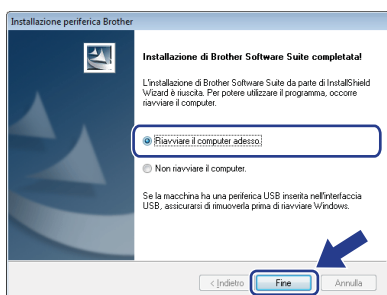 Installazione periferica Brother
Installazione di Brother Software Suite completata!
L'installazione di Brother Software Suite da parte di InstallShield
Wizard è riuscita. Per potere utilizzare il programma, occorre
riavviare il computer.
Riavviare il computer adesso.
Non riavviare il computer.
Se la macchina ha una periferica USB inserita nell'interfaccia
USB, assicurarsi di rimuoverla prima di riavviare Windows.
< Indietro Fine Annulla